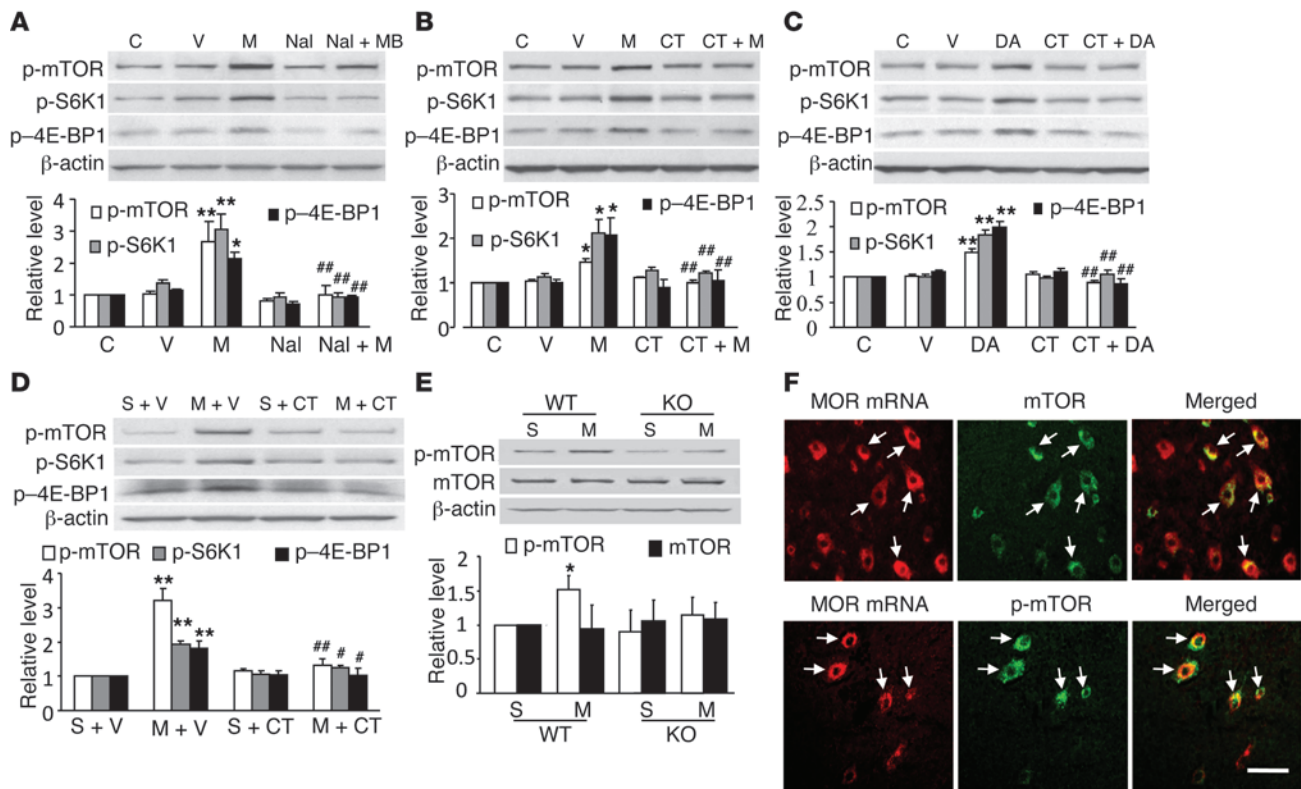 A
C V M Nal Nal + MB
p-mTOR
p-S6K1
p–4E-BP1
β-actin
Relative level
4
3
2
1
0
p-mTOR
p-S6K1
p–4E-BP1
** ** *
## ## ##
C V M Nal Nal + M
B
C V M CT CT + M
p-mTOR
p-S6K1
p–4E-BP1
β-actin
Relative level
3
2
1
0
p-mTOR
p-S6K1
p–4E-BP1
* * *
## ## ##
C V M CT CT + M
C
C V DA CT CT + DA
p-mTOR
p-S6K1
p–4E-BP1
β-actin
Relative level
2.5
2
1.5
1
0.5
0
p-mTOR
p-S6K1
p–4E-BP1
** ** **
## ## ##
C V DA CT CT + DA
D
S + V M + V S + CT M + CT
p-mTOR
p-S6K1
p–4E-BP1
β-actin
p-mTOR p-S6K1 p–4E-BP1
Relative level
4
3
2
1
0
** ** **
## # #
S + V M + V S + CT M + CT
E
WT KO
S M S M
p-mTOR
mTOR
β-actin
p-mTOR mTOR
Relative level
2
1.5
1
0.5
0
*
S M S M
WT KO
F
MOR mRNA mTOR Merged
MOR mRNA p-mTOR Merged